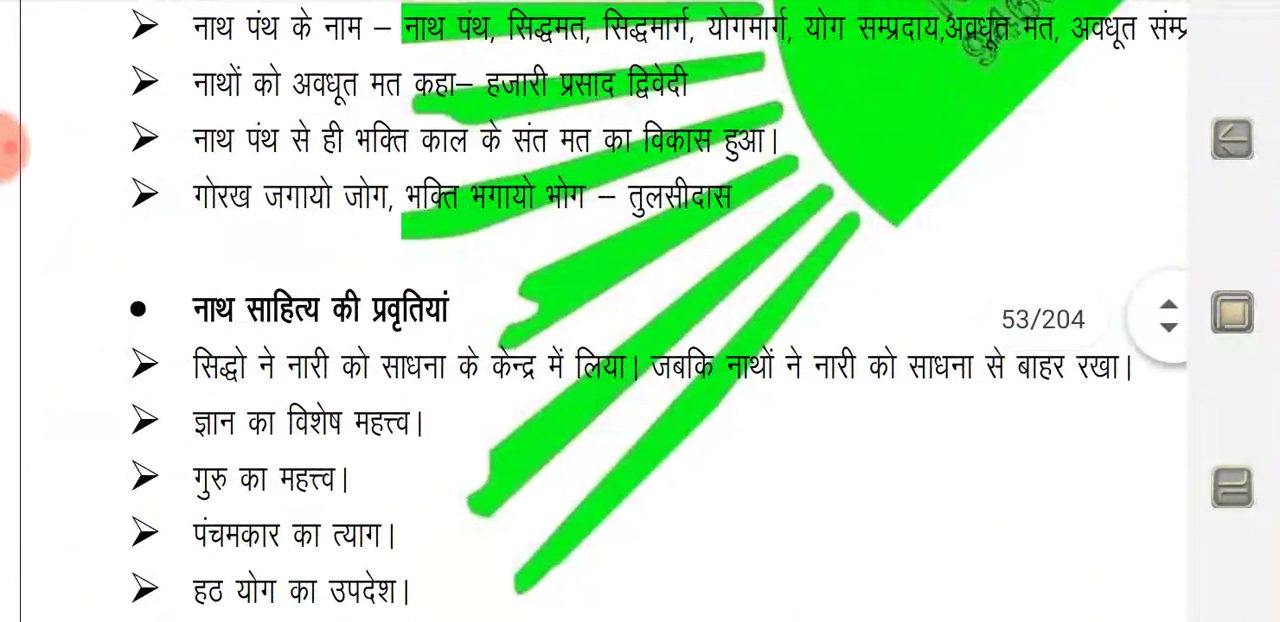 ➢ नाथ पंथ के नाम – नाथ पंथ, सिद्धमत, सिद्धमार्ग, योगमार्ग, योग सम्प्रदाय,अवधूत मत, अवधूत संम्प्र
➢ नाथों को अवधूत मत कहा– हजारी प्रसाद द्विवेदी
➢ नाथ पंथ से ही भक्ति काल के संत मत का विकास हुआ।
➢ गोरख जगायो जोग, भक्ति भगायो भोग – तुलसीदास
● नाथ साहित्य की प्रवृतियां
53/204
➢ सिद्धो ने नारी को साधना के केन्द्र में लिया। जबकि नाथों ने नारी को साधना से बाहर रखा।
➢ ज्ञान का विशेष महत्त्व।
➢ गुरु का महत्त्व।
➢ पंचमकार का त्याग।
➢ हठ योग का उपदेश।